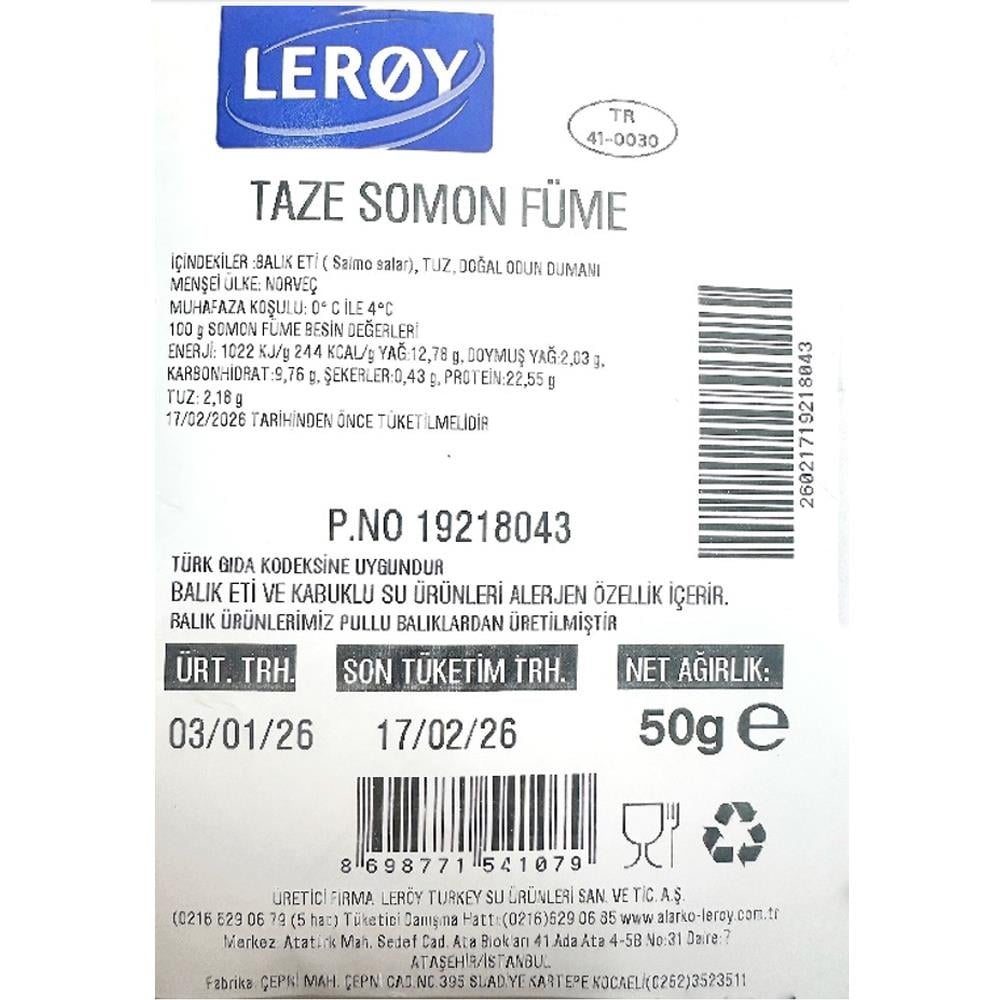 LERØY
TR
41-0030
TAZE SOMON FÜME
İÇİNDEKİLER :BALIK ETİ ( Salmo salar), TUZ, DOĞAL ODUN DUMANI
MENŞEİ ÜLKE: NORVEÇ
MUHAFAZA KOŞULU: 0° C İLE 4°C
100 g SOMON FÜME BESİN DEĞERLERİ
ENERJİ: 1022 KJ/g 244 KCAL/g YAĞ:12,78 g, DOYMUŞ YAĞ:2,03 g,
KARBONHİDRAT:9,76 g, ŞEKERLER:0,43 g, PROTEİN:22,55 g
TUZ: 2,18 g
17/02/2026 TARİHİNDEN ÖNCE TÜKETİLMELİDİR
26021719218043
P.NO 19218043
TÜRK GIDA KODEKSİNE UYGUNDUR
BALIK ETİ VE KABUKLU SU ÜRÜNLERİ ALERJEN ÖZELLİK İÇERİR.
BALIK ÜRÜNLERİMİZ PULLU BALIKLARDAN ÜRETİLMİŞTİR
ÜRT. TRH. SON TÜKETİM TRH. NET AĞIRLIK:
03/01/26 17/02/26 50g e
8 698771 541079
ÜRETİCİ FİRMA LERÖY TURKEY SU ÜRÜNLERİ SAN. VE TİC. A.Ş.
(0216 629 06 79 (5 hat) Tüketici Danışma Hattı:(0216)629 06 85 www.alarko-leroy.com.tr
Merkez Atatürk Mah. Sedef Cad. Ata Blokları 41 Ada Ata 4-5B No:31 Daire:7
ATAŞEHİR/İSTANBUL
Fabrika ÇEPNİ MAH. ÇEPNİ CAD.NO 395 SUADİYE KARTEPE KOCAELİ(0262)3523511